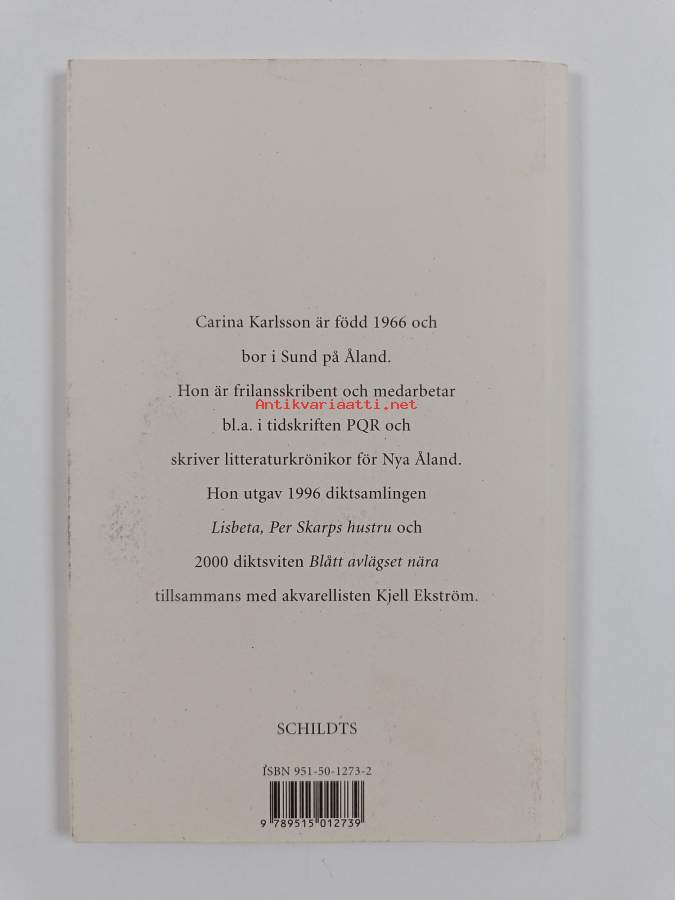 Carina Karlsson är född 1966 och
bor i Sund på Åland.
Hon är frilansskribent och medarbetar
Antikvariaatti.net
bl.a. i tidskriften PQR och
skriver litteraturkrönikor för Nya Åland.
Hon utgav 1996 diktsamlingen
Lisbeta, Per Skarps hustru och
2000 diktsviten Blått avlägset nära
tillsammans med akvarellisten Kjell Ekström.
SCHILDTS
ISBN 951-50-1273-2
9 789515 012739